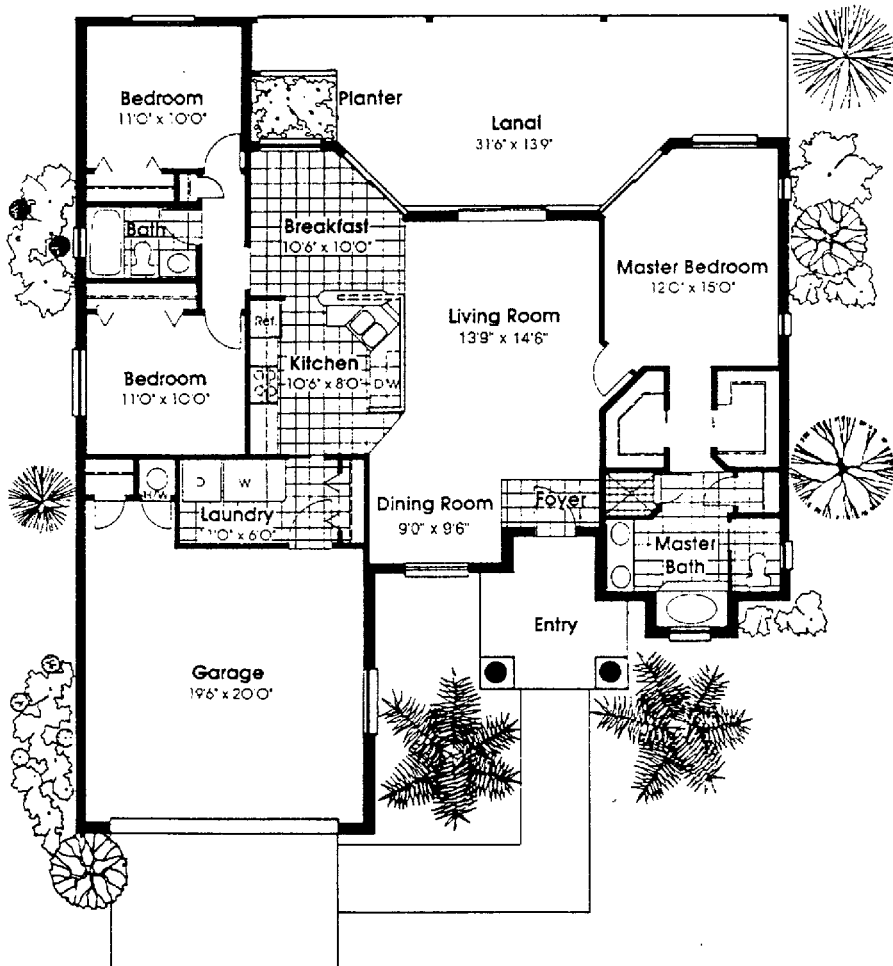 Bedroom
11'0" x 10'0"
Planter
Lanai
31'6" x 13'9"
Bath
Breakfast
10'6" x 10'0"
Master Bedroom
12'0" x 15'0"
Living Room
13'9" x 14'6"
Ref.
Kitchen
10'6" x 8'0"
D W
Bedroom
11'0" x 10'0"
H/W
D
W
Laundry
6'0"
Dining Room
9'0" x 9'6"
Foyer
Master
Bath
Entry
Garage
19'6" x 20'0"